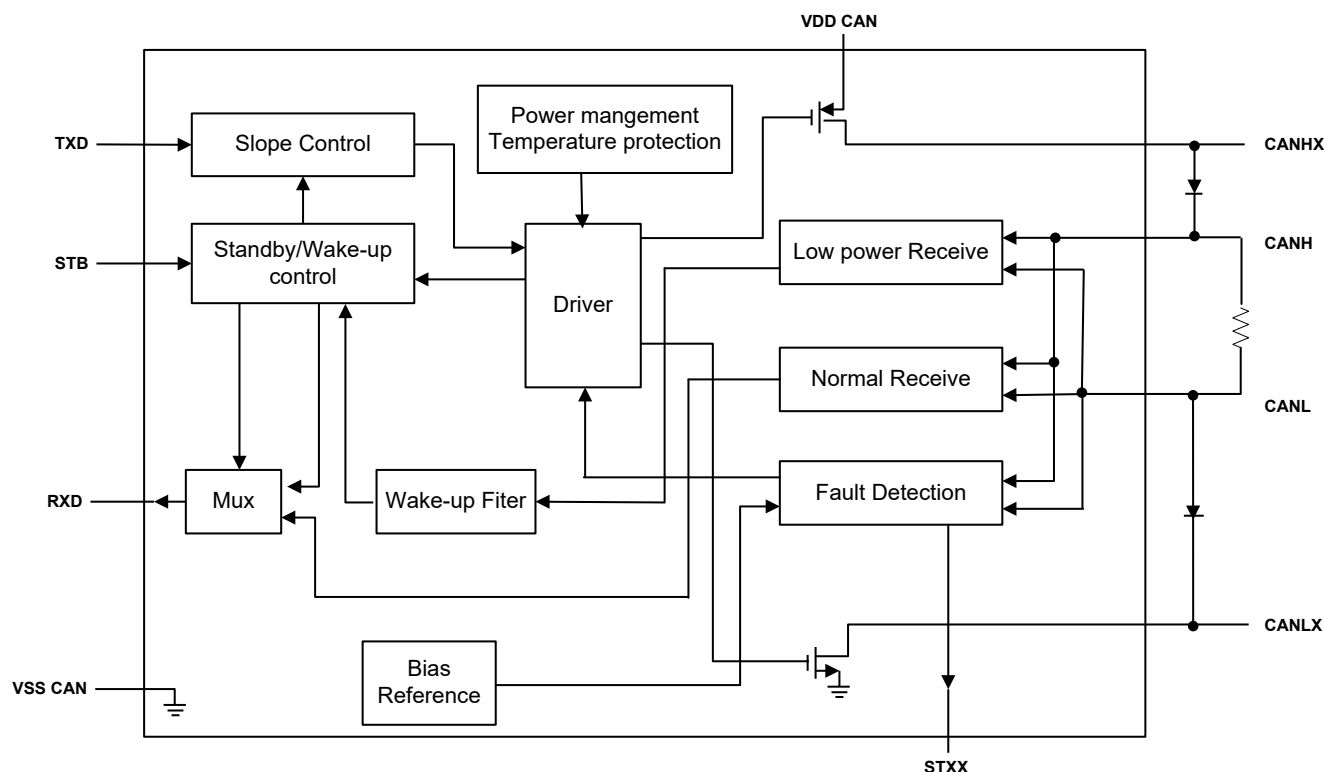 VDD CAN
Power mangement
Temperature protection
TXD
Slope Control
CANHX
Standby/Wake-up
control
Low power Receive
CANH
STB
Driver
Normal Receive
CANL
RXD
Mux
Wake-up Fiter
Fault Detection
CANLX
Bias
Reference
VSS CAN
STXX